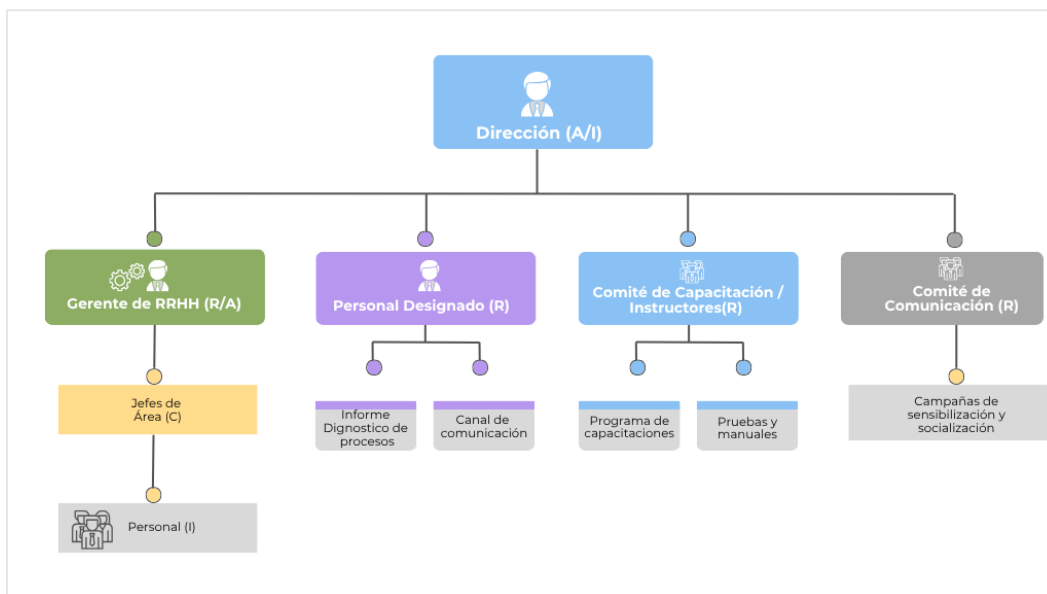 Dirección (A/I)
Gerente de RRHH (R/A)
Personal Designado (R)
Comité de Capacitación /
Instructores(R)
Comité de
Comunicación (R)
Jefes de
Área (C)
Informe
Dignostico de
procesos
Canal de
comunicación
Programa de
capacitaciones
Pruebas y
manuales
Campañas de
sensibilización y
socialización
Personal (I)